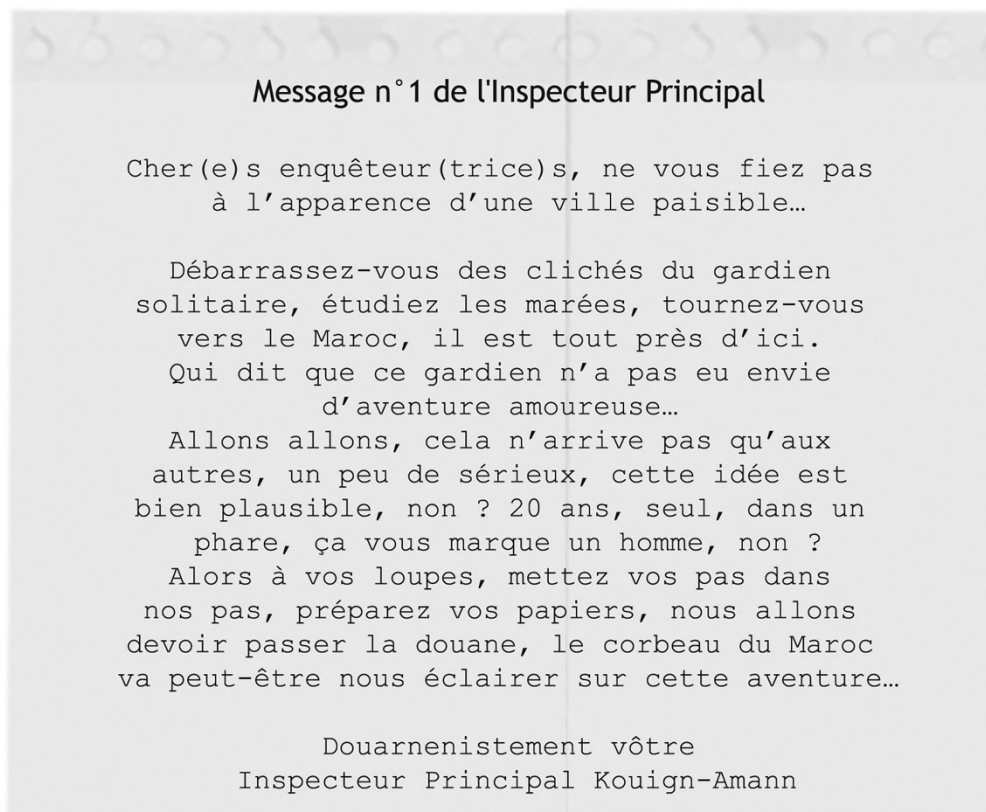 Message n°1 de l'Inspecteur Principal
Cher(e)s enquêteur(trice)s, ne vous fiez pas
à l’apparence d’une ville paisible…
Débarrassez-vous des clichés du gardien
solitaire, étudiez les marées, tournez-vous
vers le Maroc, il est tout près d’ici.
Qui dit que ce gardien n’a pas eu envie
d’aventure amoureuse…
Allons allons, cela n’arrive pas qu’aux
autres, un peu de sérieux, cette idée est
bien plausible, non ? 20 ans, seul, dans un
phare, ça vous marque un homme, non ?
Alors à vos loupes, mettez vos pas dans
nos pas, préparez vos papiers, nous allons
devoir passer la douane, le corbeau du Maroc
va peut-être nous éclairer sur cette aventure…
Douarnenistement vôtre
Inspecteur Principal Kouign-Amann